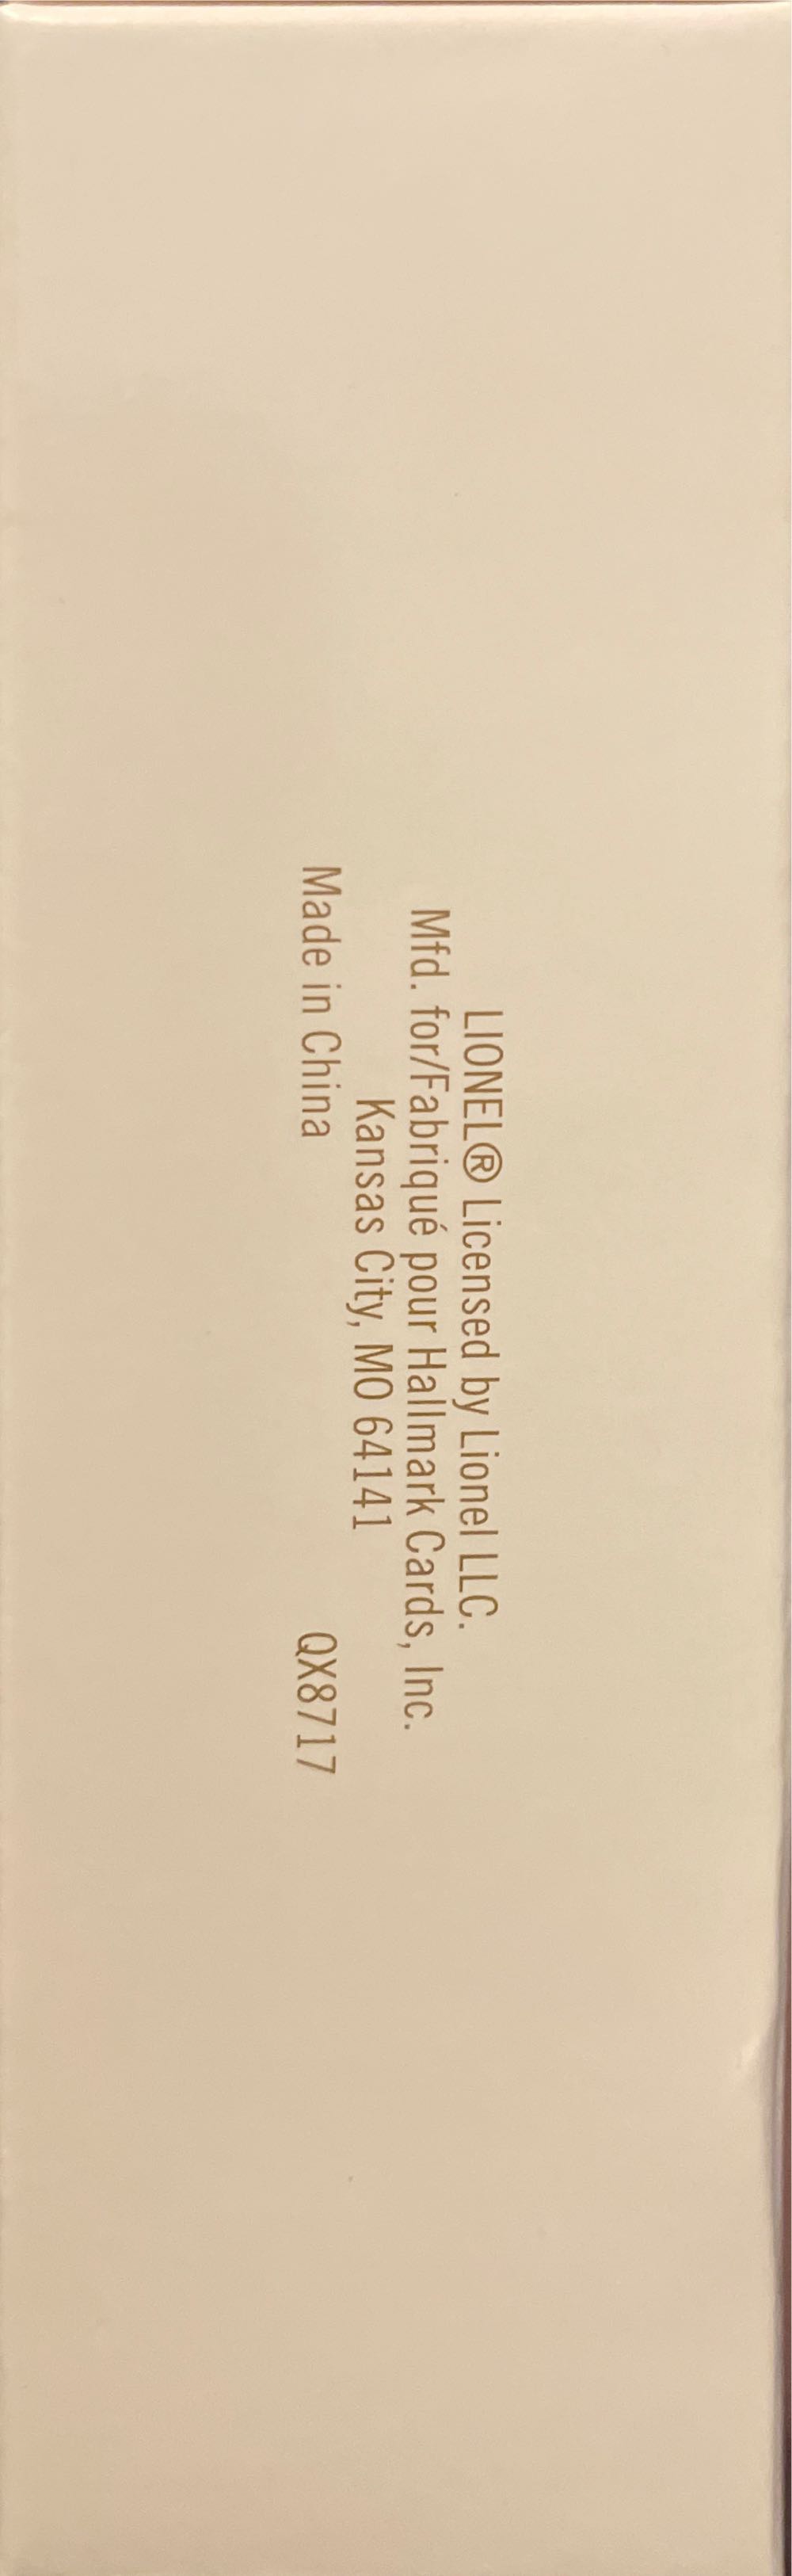 LIONEL® Licensed by Lionel LLC.
Mfd. for/Fabriqué pour Hallmark Cards, Inc.
Kansas City, MO 64141
Made in China QX8717